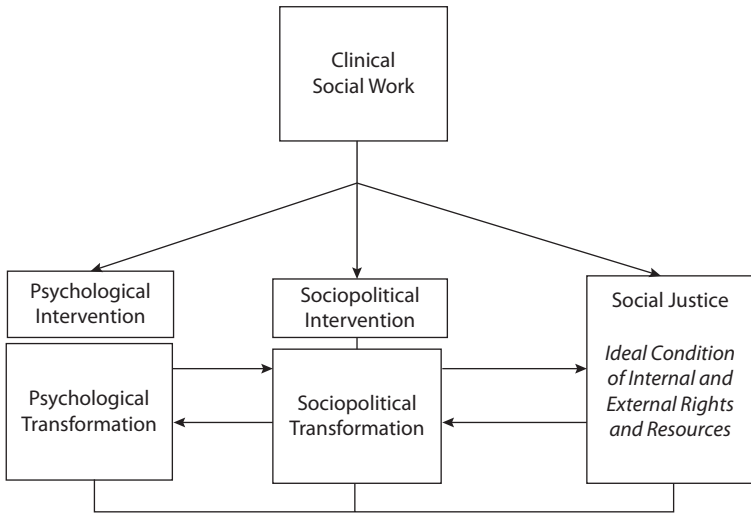 Clinical
Social Work
Psychological
Intervention
Sociopolitical
Intervention
Social Justice
Ideal Condition
of Internal and
External Rights
and Resources
Psychological
Transformation
Sociopolitical
Transformation